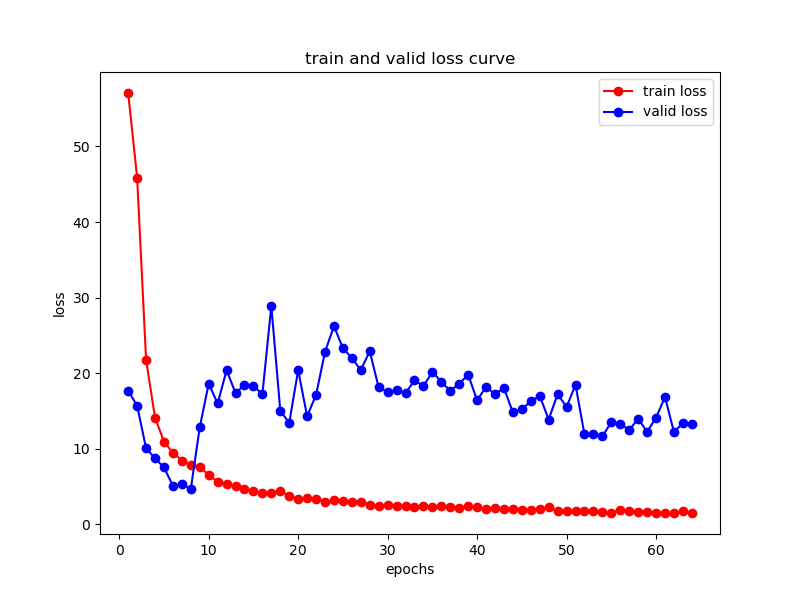 train and valid loss curve
train loss
valid loss
50
40
30
20
10
0
loss
0 10 20 30 40 50 60
epochs